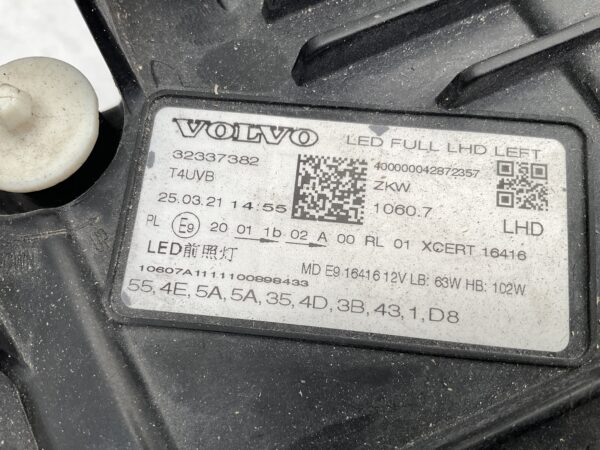 VOLVO LED FULL LHD LEFT
32337382 400000042872357
T4UVB ZKW
25.03.21 14:55 1060.7 LHD
PL E9 20 01 1b 02 A 00 RL 01 XCERT 16416
LED前照灯 MD E9 16416 12V LB: 63W HB: 102W
10607A1111100898433
55,4E,5A,5A,35,4D,3B,43,1,D8